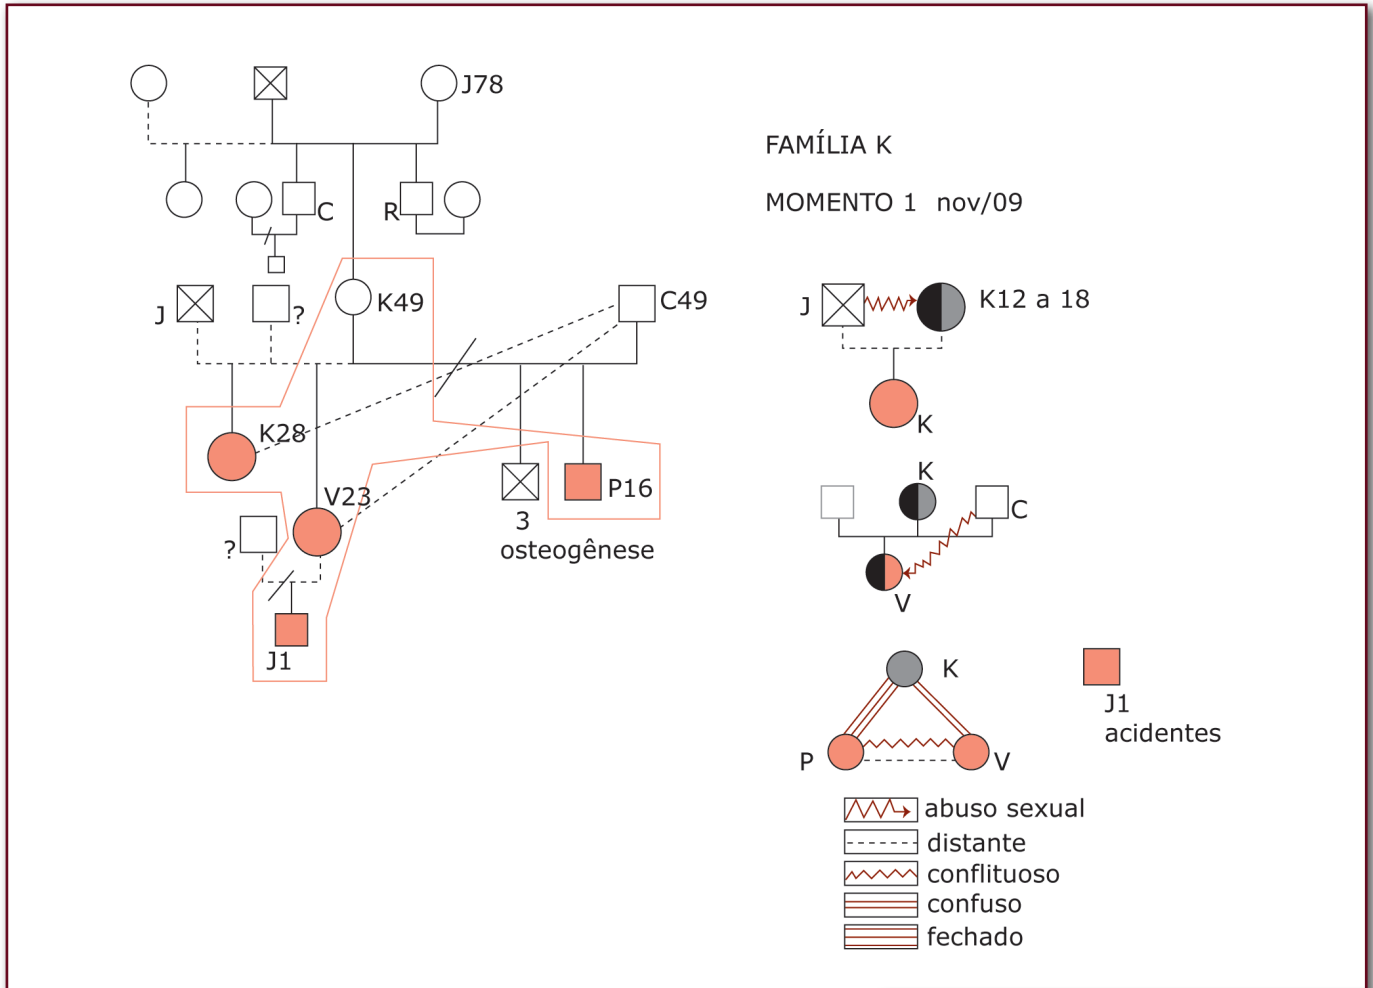 J78
C
R
J
?
K49
C49
K28
V23
P16
?
3
osteogênese
J1
FAMÍLIA K
MOMENTO 1 nov/09
J
K12 a 18
K
K
C
V
K
P
V
J1
acidentes
abuso sexual
distante
conflituoso
confuso
fechado